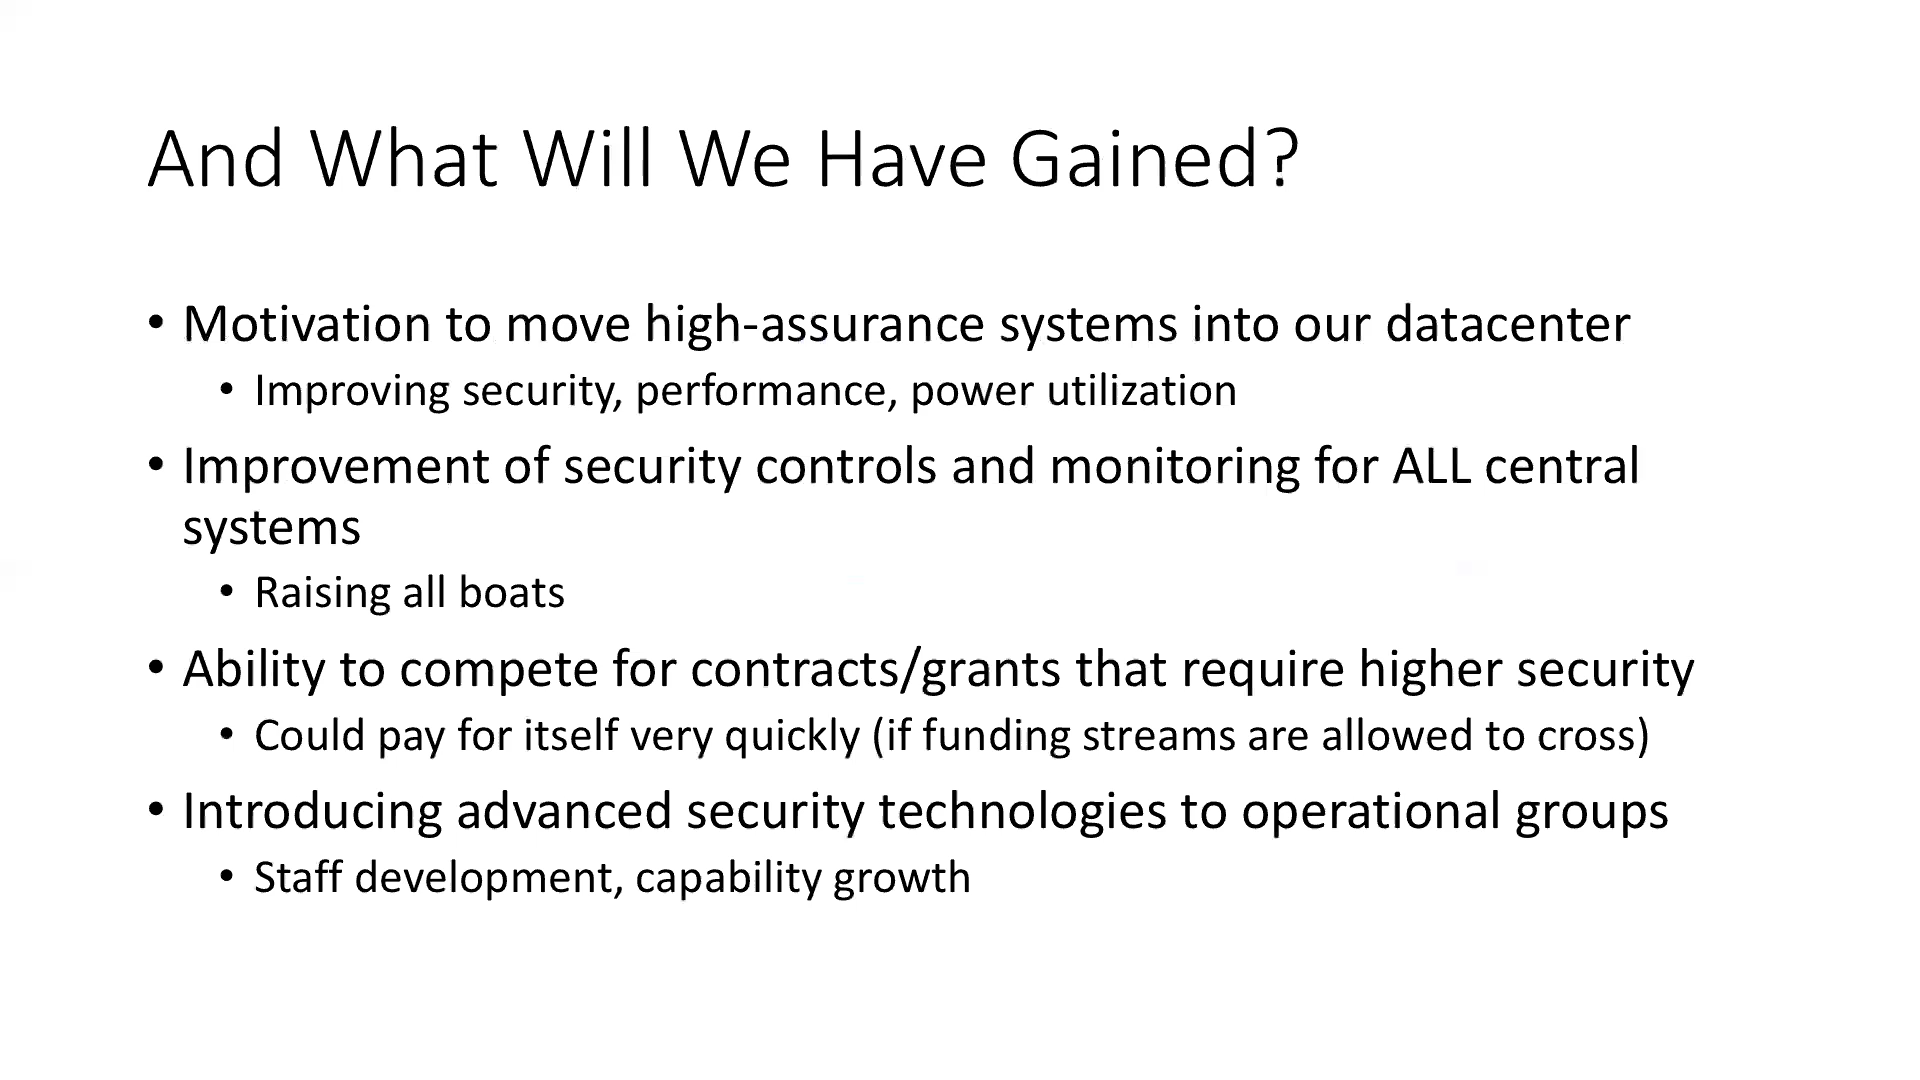 And What Will We Have Gained?
• Motivation to move high-assurance systems into our datacenter
• Improving security, performance, power utilization
• Improvement of security controls and monitoring for ALL central
systems
• Raising all boats
• Ability to compete for contracts/grants that require higher security
• Could pay for itself very quickly (if funding streams are allowed to cross)
• Introducing advanced security technologies to operational groups
• Staff development, capability growth